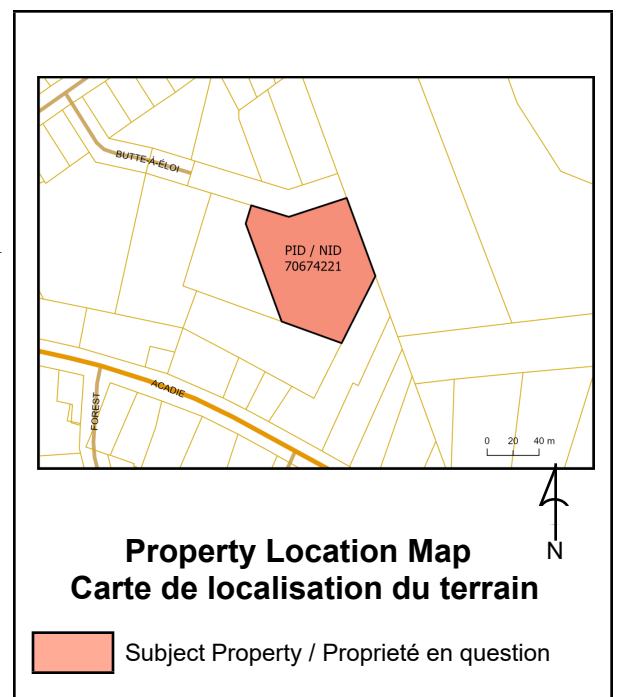 BUTTE-À-ÉLOI
PID / NID
70674221
ACADIE
FOREST
0 20 40 m
N
Property Location Map
Carte de localisation du terrain
Subject Property / Proprieté en question